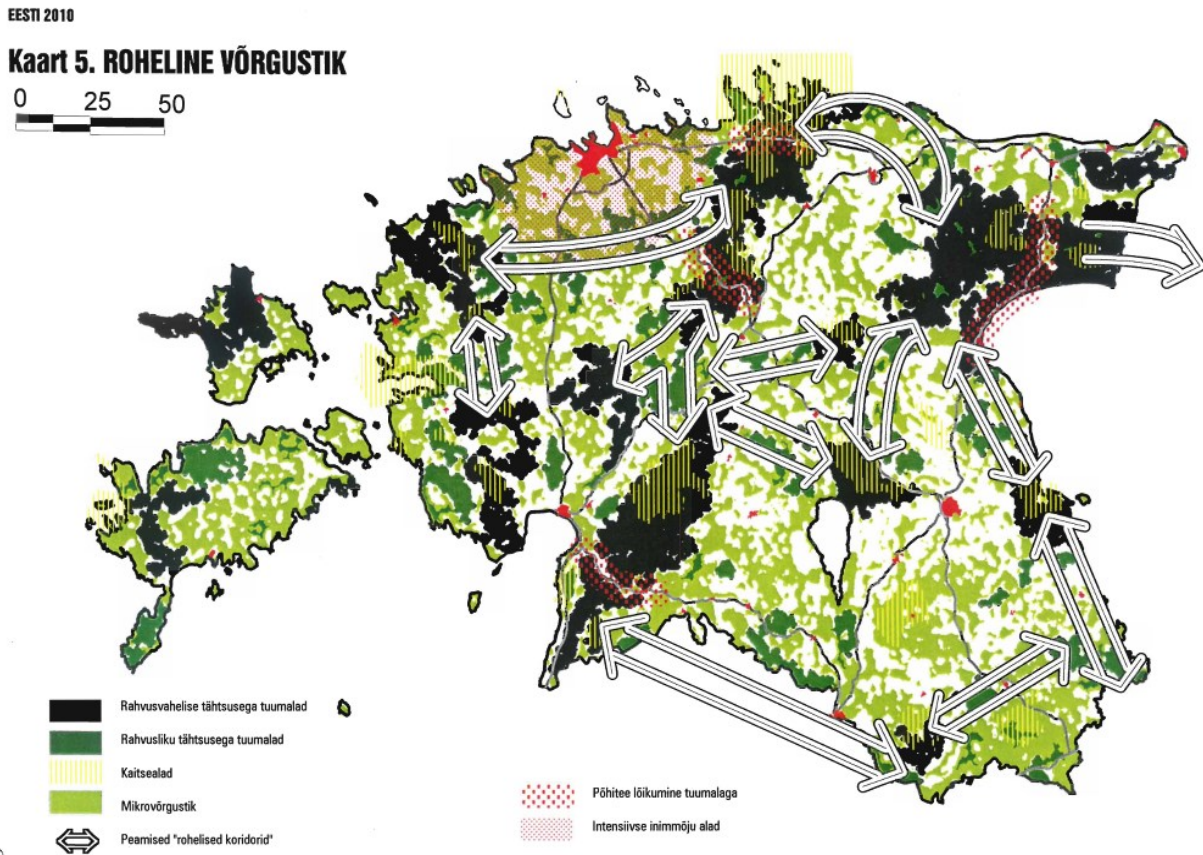 EESTI 2010
Kaart 5. ROHELINE VÕRGUSTIK
0 25 50
Rahvusvahelise tähtsusega tuumalad
Rahvusliku tähtsusega tuumalad
Kaitsealad
Mikrovõrgustik
Peamised "rohelised koridorid"
Põhitee lõikumine tuumalaga
Intensiivse inimmõju alad